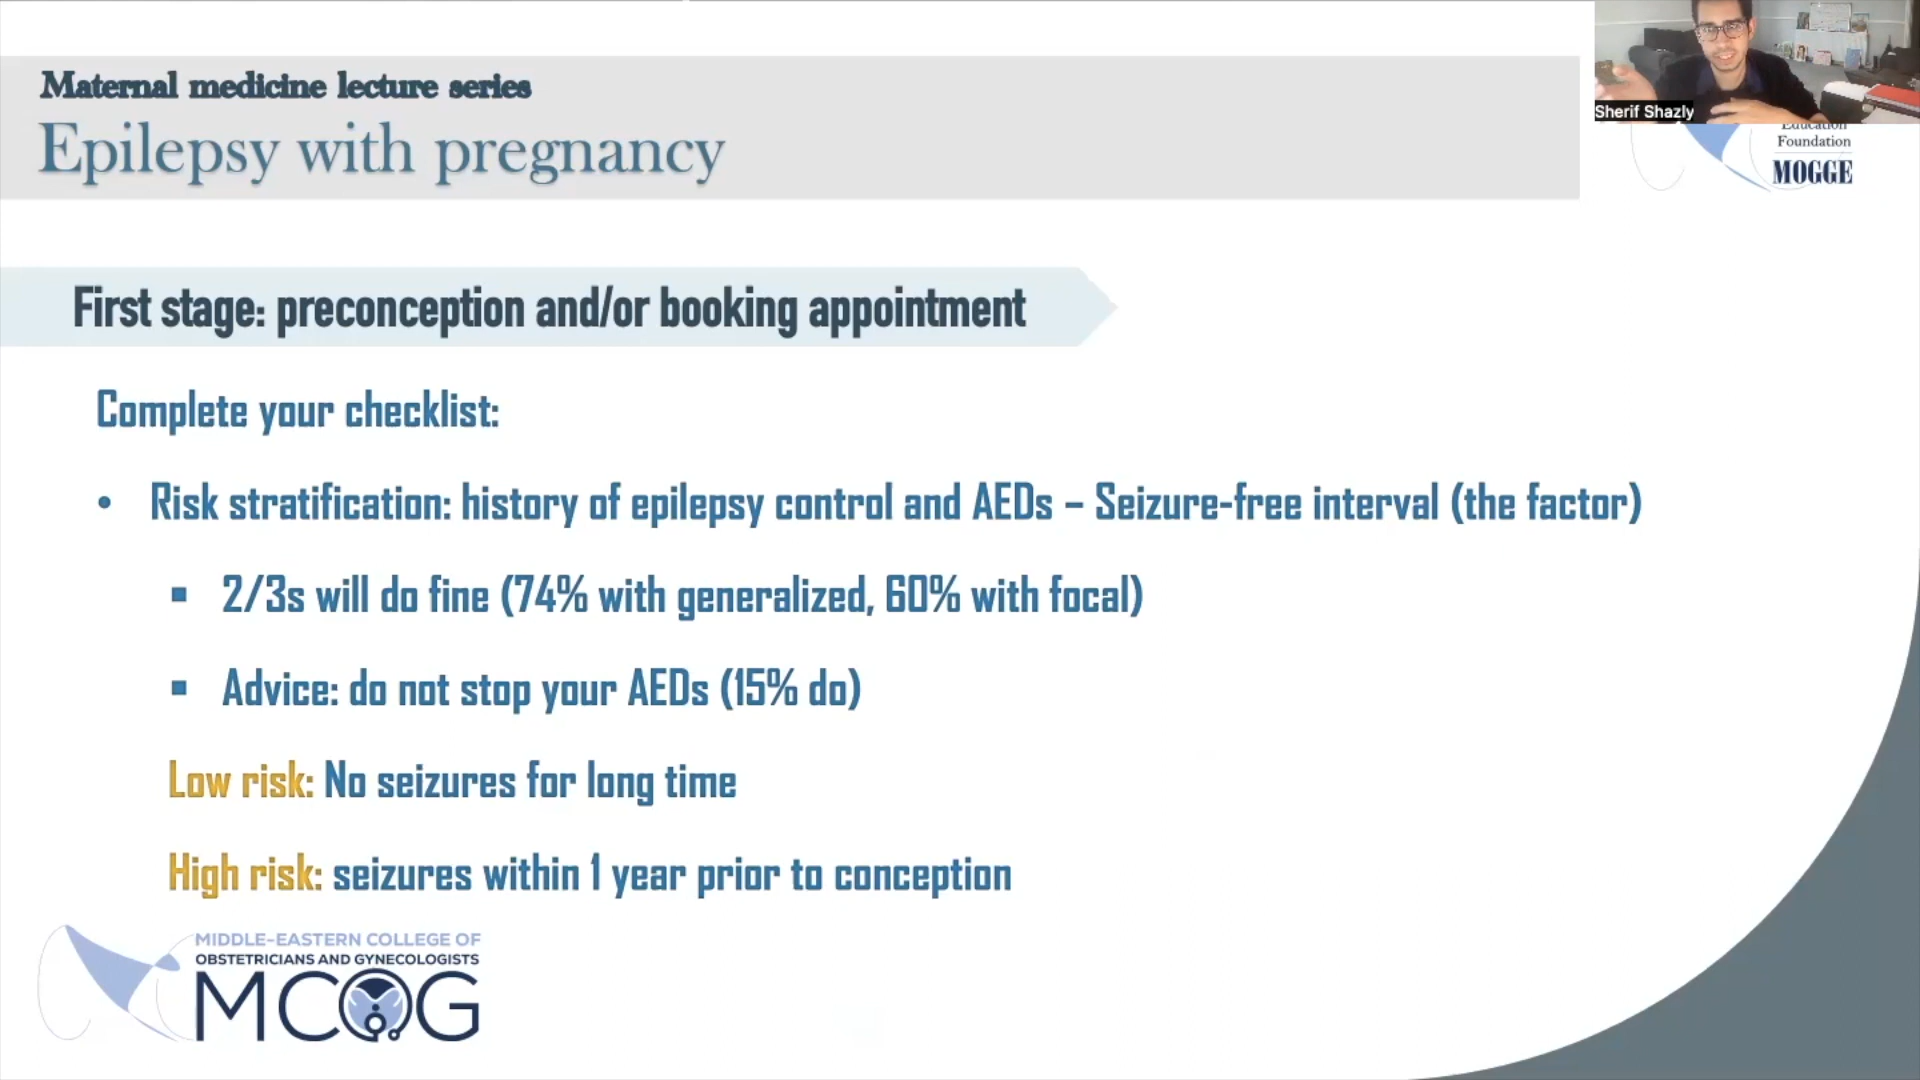 Maternal medicine lecture series
Epilepsy with pregnancy
Sherif Shazly
Education
Foundation
MOGGE
First stage: preconception and/or booking appointment
Complete your checklist:
• Risk stratification: history of epilepsy control and AEDs – Seizure-free interval (the factor)
▪ 2/3s will do fine (74% with generalized, 60% with focal)
▪ Advice: do not stop your AEDs (15% do)
Low risk: No seizures for long time
High risk: seizures within 1 year prior to conception
MIDDLE-EASTERN COLLEGE OF
OBSTETRICIANS AND GYNECOLOGISTS
MCOG